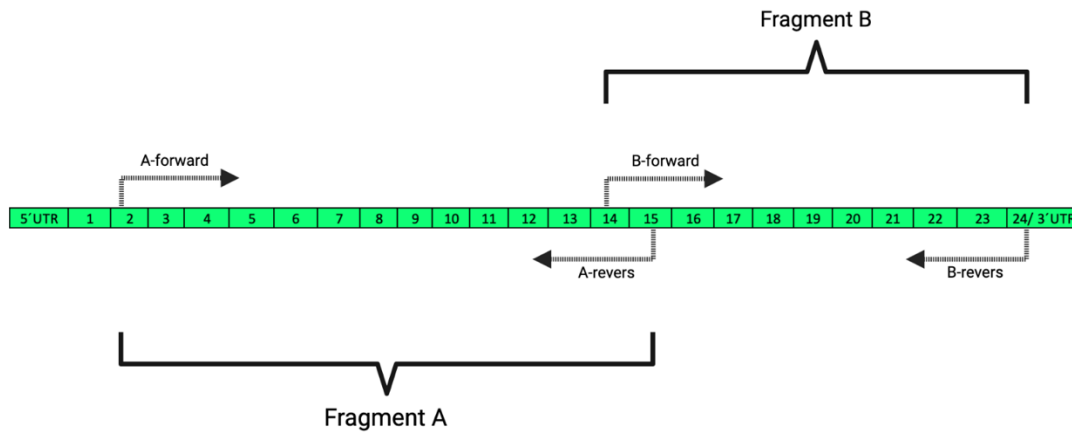 Fragment B
A-forward
B-forward
5´UTR 1 2 3 4 5 6 7 8 9 10 11 12 13 14 15 16 17 18 19 20 21 22 23 24/ 3´UTR
A-revers
B-revers
Fragment A